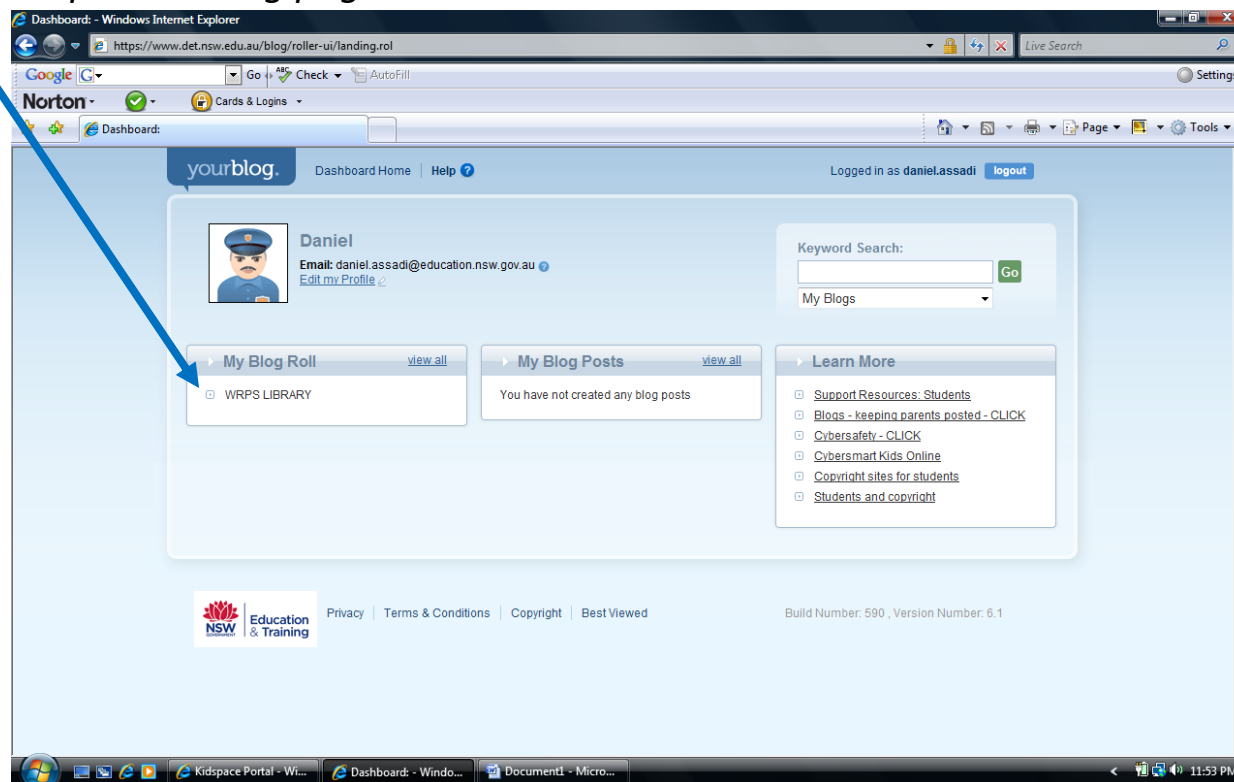 Dashboard: - Windows Internet Explorer
https://www.det.nsw.edu.au/blog/roller-ui/landing.rol
Live Search
Google G
Go
ABC Check
AutoFill
Settings
Norton
Cards & Logins
Dashboard:
Page
Tools
yourblog.
Dashboard Home | Help ?
Logged in as daniel.assadi logout
Daniel
Email: daniel.assadi@education.nsw.gov.au ?
Edit my Profile
Keyword Search:
Go
My Blogs
My Blog Roll view all
WRPS LIBRARY
My Blog Posts view all
You have not created any blog posts
Learn More
Support Resources: Students
Blogs - keeping parents posted - CLICK
Cybersafety - CLICK
Cybersmart Kids Online
Copyright sites for students
Students and copyright
NSW GOVERNMENT
Education
& Training
Privacy | Terms & Conditions | Copyright | Best Viewed
Build Number: 590 , Version Number: 6.1
Kidspace Portal - Wi...
Dashboard: - Windo...
Document1 - Micro...
11:53 PM